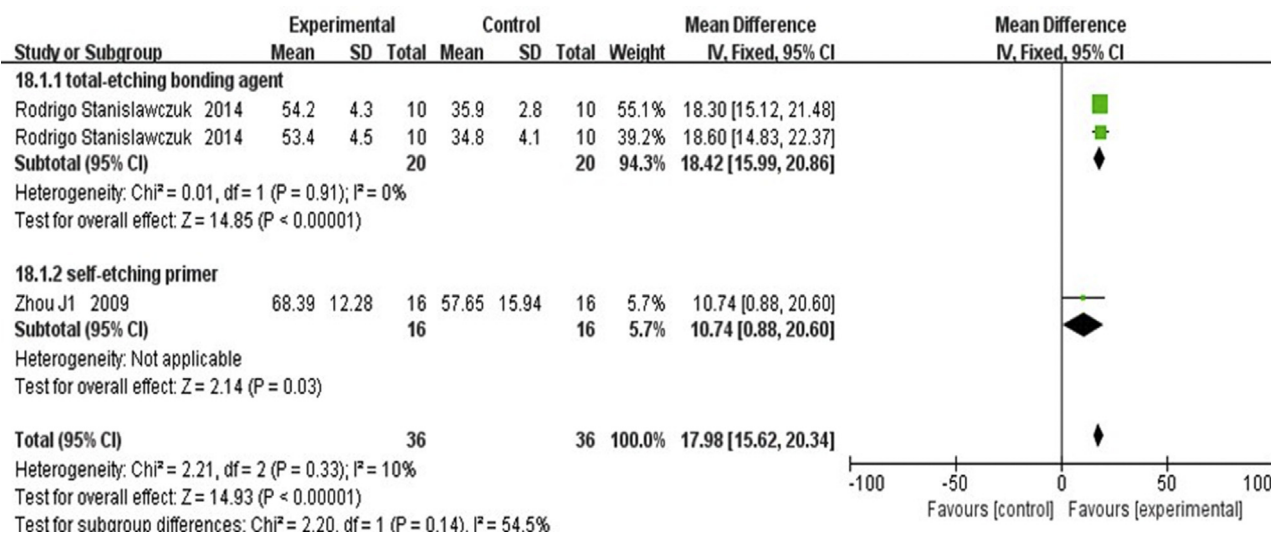 Experimental Control Mean Difference Mean Difference
Study or Subgroup Mean SD Total Mean SD Total Weight IV, Fixed, 95% CI IV, Fixed, 95% CI
18.1.1 total-etching bonding agent
Rodrigo Stanislawczuk 2014 54.2 4.3 10 35.9 2.8 10 55.1% 18.30 [15.12, 21.48]
Rodrigo Stanislawczuk 2014 53.4 4.5 10 34.8 4.1 10 39.2% 18.60 [14.83, 22.37]
Subtotal (95% CI) 20 20 94.3% 18.42 [15.99, 20.86]
Heterogeneity: Chi² = 0.01, df = 1 (P = 0.91); I² = 0%
Test for overall effect: Z = 14.85 (P < 0.00001)
18.1.2 self-etching primer
Zhou J1 2009 68.39 12.28 16 57.65 15.94 16 5.7% 10.74 [0.88, 20.60]
Subtotal (95% CI) 16 16 5.7% 10.74 [0.88, 20.60]
Heterogeneity: Not applicable
Test for overall effect: Z = 2.14 (P = 0.03)
Total (95% CI) 36 36 100.0% 17.98 [15.62, 20.34]
Heterogeneity: Chi² = 2.21, df = 2 (P = 0.33); I² = 10%
Test for overall effect: Z = 14.93 (P < 0.00001)
Test for subgroup differences: Chi² = 2.20, df = 1 (P = 0.14), I² = 54.5%
-100 -50 0 50 100
Favours [control] Favours [experimental]